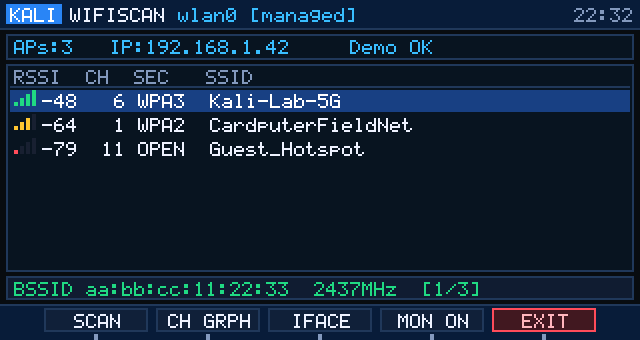 KALI WIFISCAN wlan0 [managed] 22:32
APs:3 IP:192.168.1.42 Demo OK
RSSI CH SEC SSID
-48 6 WPA3 Kali-Lab-5G
-64 1 WPA2 CardputerFieldNet
-79 11 OPEN Guest_Hotspot
BSSID aa:bb:cc:11:22:33 2437MHz [1/3]
SCAN CH GRPH IFACE MON ON EXIT